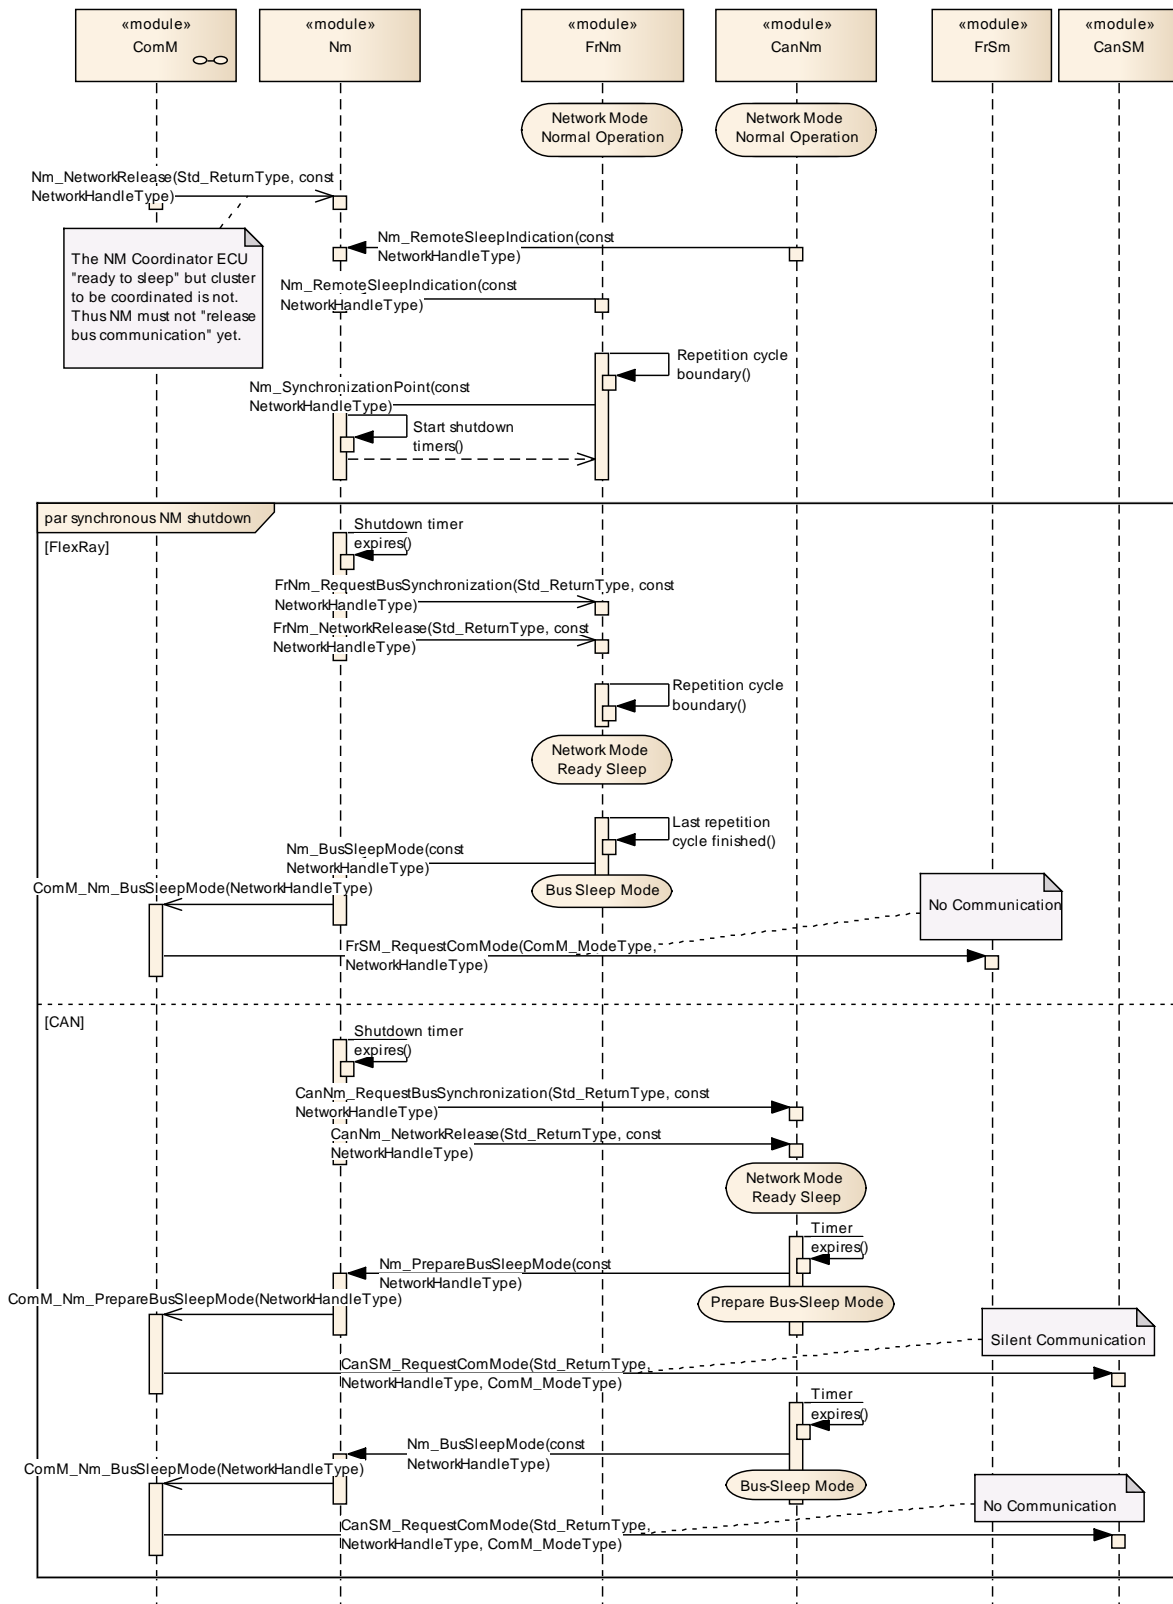 «module»
ComM
«module»
Nm
«module»
FrNm
«module»
CanNm
«module»
FrSm
«module»
CanSM
Network Mode
Normal Operation
Network Mode
Normal Operation
Nm_NetworkRelease(Std_ReturnType, const
NetworkHandleType)
The NM Coordinator ECU
"ready to sleep" but cluster
to be coordinated is not.
Thus NM must not "release
bus communication" yet.
Nm_RemoteSleepIndication(const
NetworkHandleType)
Nm_RemoteSleepIndication(const
NetworkHandleType)
Repetition cycle
boundary()
Nm_SynchronizationPoint(const
NetworkHandleType)
Start shutdown
timers()
par synchronous NM shutdown
[FlexRay]
Shutdown timer
expires()
FrNm_RequestBusSynchronization(Std_ReturnType, const
NetworkHandleType)
FrNm_NetworkRelease(Std_ReturnType, const
NetworkHandleType)
Repetition cycle
boundary()
Network Mode
Ready Sleep
Last repetition
cycle finished()
Nm_BusSleepMode(const
NetworkHandleType)
Bus Sleep Mode
ComM_Nm_BusSleepMode(NetworkHandleType)
No Communication
FrSM_RequestComMode(ComM_ModeType,
NetworkHandleType)
[CAN]
Shutdown timer
expires()
CanNm_RequestBusSynchronization(Std_ReturnType, const
NetworkHandleType)
CanNm_NetworkRelease(Std_ReturnType, const
NetworkHandleType)
Network Mode
Ready Sleep
Timer
expires()
Nm_PrepareBusSleepMode(const
NetworkHandleType)
ComM_Nm_PrepareBusSleepMode(NetworkHandleType)
Prepare Bus-Sleep Mode
Silent Communication
CanSM_RequestComMode(Std_ReturnType,
NetworkHandleType, ComM_ModeType)
Timer
expires()
Nm_BusSleepMode(const
NetworkHandleType)
ComM_Nm_BusSleepMode(NetworkHandleType)
Bus-Sleep Mode
No Communication
CanSM_RequestComMode(Std_ReturnType,
NetworkHandleType, ComM_ModeType)